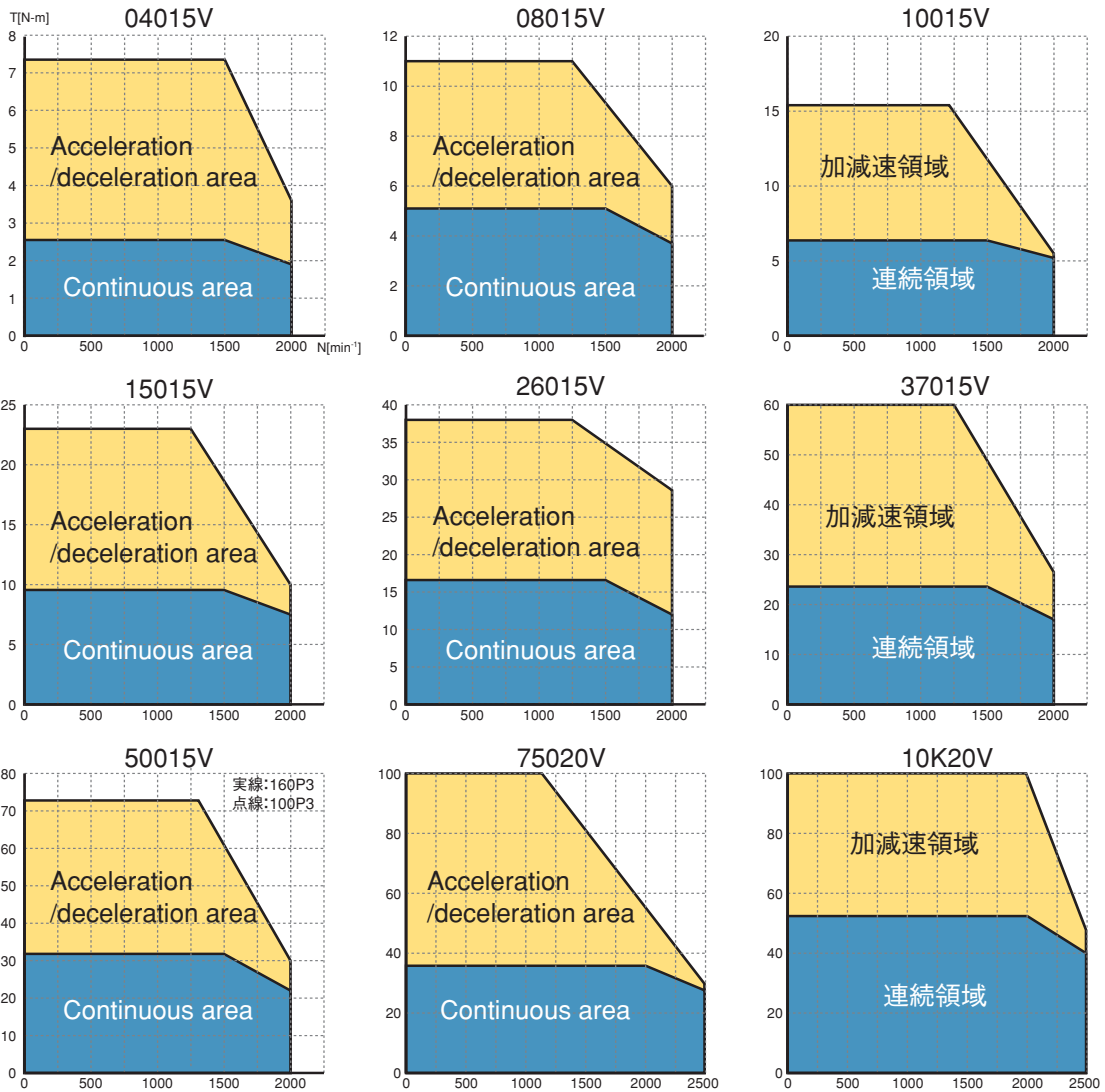 T[N-m]
04015V
8
7
6
5
4
3
2
1
0
Acceleration
/deceleration area
Continuous area
0 500 1000 1500 2000 N[min⁻¹]
08015V
12
10
8
6
4
2
0
Acceleration
/deceleration area
Continuous area
0 500 1000 1500 2000
10015V
20
15
10
5
0
加減速領域
連続領域
0 500 1000 1500 2000
15015V
25
20
15
10
5
0
Acceleration
/deceleration area
Continuous area
0 500 1000 1500 2000
26015V
40
35
30
25
20
15
10
5
0
Acceleration
/deceleration area
Continuous area
0 500 1000 1500 2000
37015V
60
50
40
30
20
10
0
加減速領域
連続領域
0 500 1000 1500 2000
50015V
実線:160P3
点線:100P3
80
70
60
50
40
30
20
10
0
Acceleration
/deceleration area
Continuous area
0 500 1000 1500 2000
75020V
100
80
60
40
20
0
Acceleration
/deceleration area
Continuous area
0 500 1000 1500 2000 2500
10K20V
100
80
60
40
20
0
加減速領域
連続領域
0 500 1000 1500 2000 2500